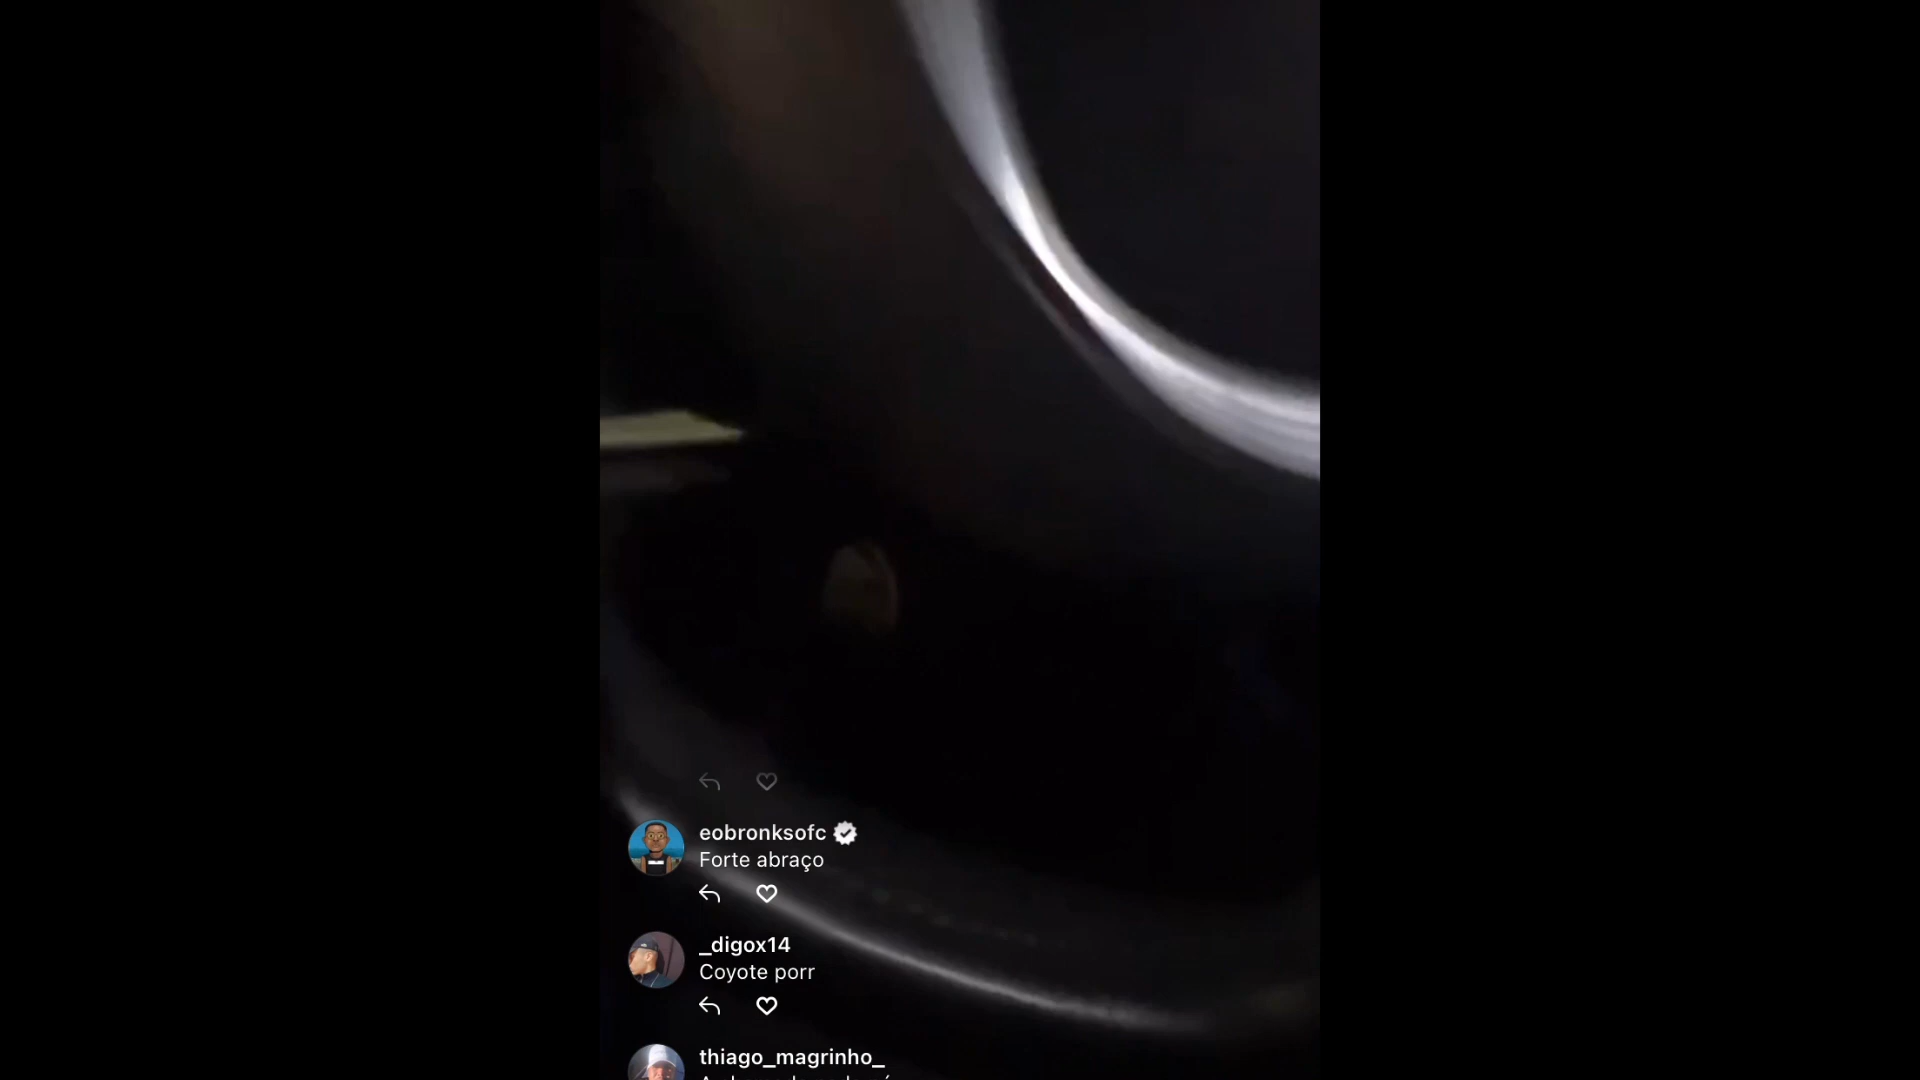 eobronksofc
Forte abraço
_digox14
Coyote porr
thiago_magrinho_